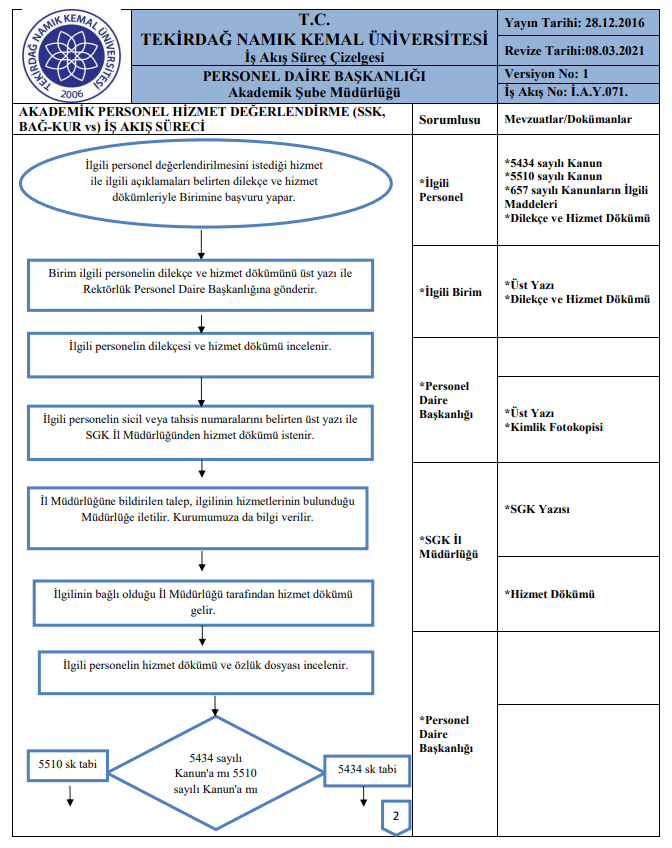 TEKİRDAĞ NAMIK KEMAL ÜNİVERSİTESİ
2006
T.C.
TEKİRDAĞ NAMIK KEMAL ÜNİVERSİTESİ
İş Akış Süreç Çizelgesi
PERSONEL DAİRE BAŞKANLIĞI
Akademik Şube Müdürlüğü
Yayın Tarihi: 28.12.2016
Revize Tarihi:08.03.2021
Versiyon No: 1
İş Akış No: İ.A.Y.071.
AKADEMİK PERSONEL HİZMET DEĞERLENDİRME (SSK,
BAĞ-KUR vs) İŞ AKIŞ SÜRECİ
Sorumlusu
Mevzuatlar/Dokümanlar
İlgili personel değerlendirilmesini istediği hizmet
ile ilgili açıklamaları belirten dilekçe ve hizmet
dökümleriyle Birimine başvuru yapar.
*İlgili
Personel
*5434 sayılı Kanun
*5510 sayılı Kanun
*657 sayılı Kanunların İlgili
Maddeleri
*Dilekçe ve Hizmet Dökümü
Birim ilgili personelin dilekçe ve hizmet dökümünü üst yazı ile
Rektörlük Personel Daire Başkanlığına gönderir.
*İlgili Birim
*Üst Yazı
*Dilekçe ve Hizmet Dökümü
İlgili personelin dilekçesi ve hizmet dökümü incelenir.
*Personel
Daire
Başkanlığı
İlgili personelin sicil veya tahsis numaralarını belirten üst yazı ile
SGK İl Müdürlüğünden hizmet dökümü istenir.
*Üst Yazı
*Kimlik Fotokopisi
İl Müdürlüğüne bildirilen talep, ilgilinin hizmetlerinin bulunduğu
Müdürlüğe iletilir. Kurumumuza da bilgi verilir.
*SGK İl
Müdürlüğü
*SGK Yazısı
İlgilinin bağlı olduğu İl Müdürlüğü tarafından hizmet dökümü
gelir.
*Hizmet Dökümü
İlgili personelin hizmet dökümü ve özlük dosyası incelenir.
*Personel
Daire
Başkanlığı
5510 sk tabi
5434 sayılı
Kanun'a mı 5510
sayılı Kanun'a mı
5434 sk tabi
2